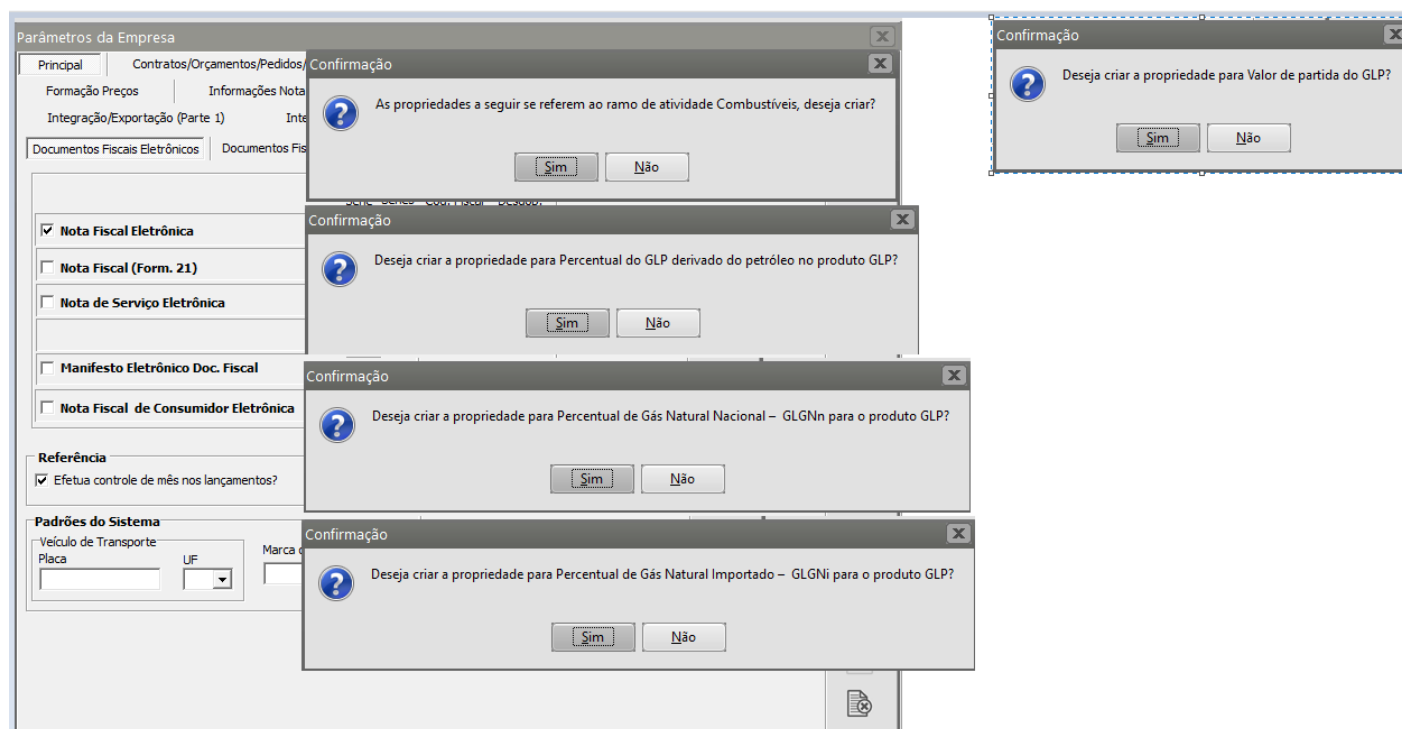 Parâmetros da Empresa
Principal
Contratos/Orçamentos/Pedidos/
Formação Preços
Informações Nota
Integração/Exportação (Parte 1)
Documentos Fiscais Eletrônicos
Confirmação
As propriedades a seguir se referem ao ramo de atividade Combustíveis, deseja criar?
Sim
Não
Confirmação
Deseja criar a propriedade para Valor de partida do GLP?
Sim
Não
Nota Fiscal Eletrônica
Nota Fiscal (Form. 21)
Nota de Serviço Eletrônica
Manifesto Eletrônico Doc. Fiscal
Nota Fiscal de Consumidor Eletrônica
Confirmação
Deseja criar a propriedade para Percentual do GLP derivado do petróleo no produto GLP?
Sim
Não
Confirmação
Deseja criar a propriedade para Percentual de Gás Natural Nacional – GLGNn para o produto GLP?
Sim
Não
Referência
Efetua controle de mês nos lançamentos?
Padrões do Sistema
Veículo de Transporte
Placa
UF
Marca
Confirmação
Deseja criar a propriedade para Percentual de Gás Natural Importado – GLGNi para o produto GLP?
Sim
Não